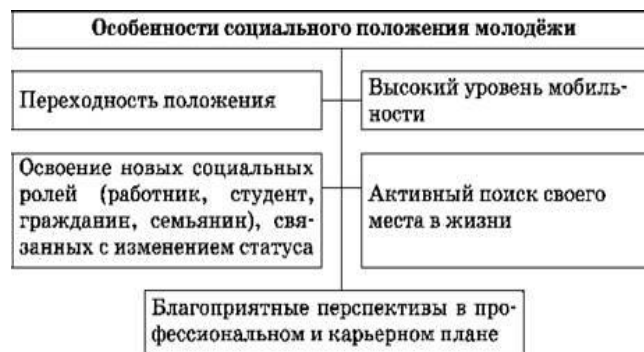 Особенности социального положения молодёжи
Переходность положения
Высокий уровень мобиль-
ности
Освоение новых социальных
ролей (работник, студент,
гражданин, семьянин), свя-
занных с изменением статуса
Активный поиск своего
места в жизни
Благоприятные перспективы в про-
фессиональном и карьерном плане